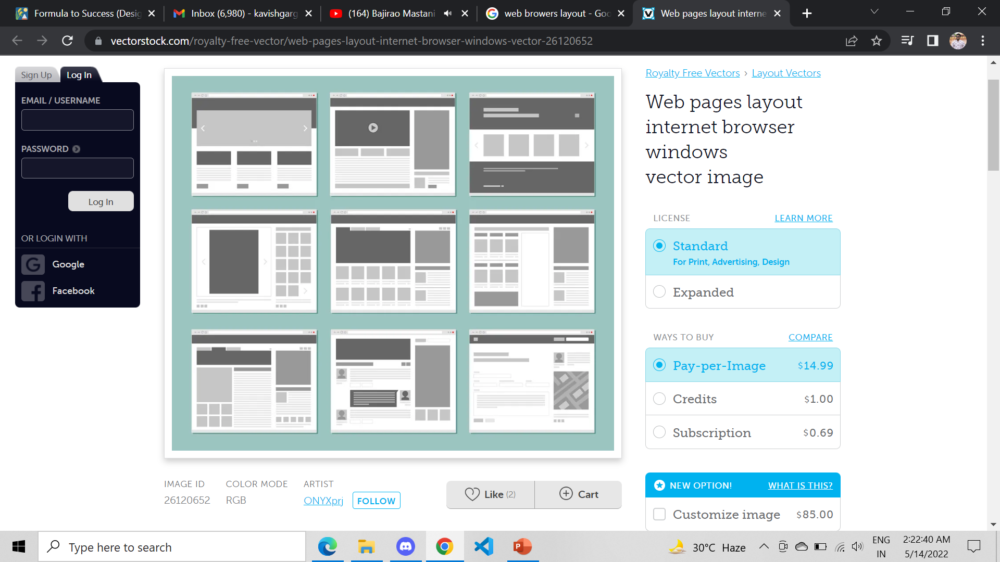 Formula to Success (Desig
Inbox (6,980) - kavishgarg
(164) Bajirao Mastani
web browers layout - Goo
Web pages layout interne
vectorstock.com/royalty-free-vector/web-pages-layout-internet-browser-windows-vector-26120652
Sign Up
Log In
EMAIL / USERNAME
PASSWORD
Log In
OR LOGIN WITH
Google
Facebook
IMAGE ID
26120652
COLOR MODE
RGB
ARTIST
ONYXprj
FOLLOW
Like (2)
Cart
Royalty Free Vectors › Layout Vectors
Web pages layout
internet browser
windows
vector image
LICENSE
LEARN MORE
Standard
For Print, Advertising, Design
Expanded
WAYS TO BUY
COMPARE
Pay-per-Image $14.99
Credits $1.00
Subscription $0.69
NEW OPTION!
WHAT IS THIS?
Customize image $85.00
Type here to search
30°C Haze
ENG
IN
2:22:40 AM
5/14/2022